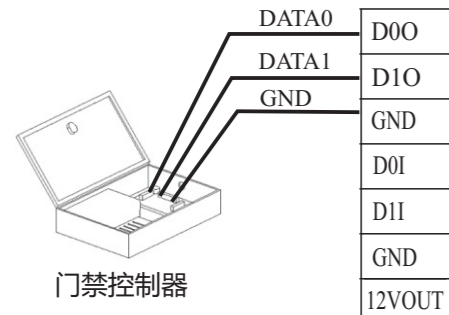 DATA0
D0O
DATA1
D1O
GND
GND
D0I
D1I
GND
门禁控制器
12VOUT